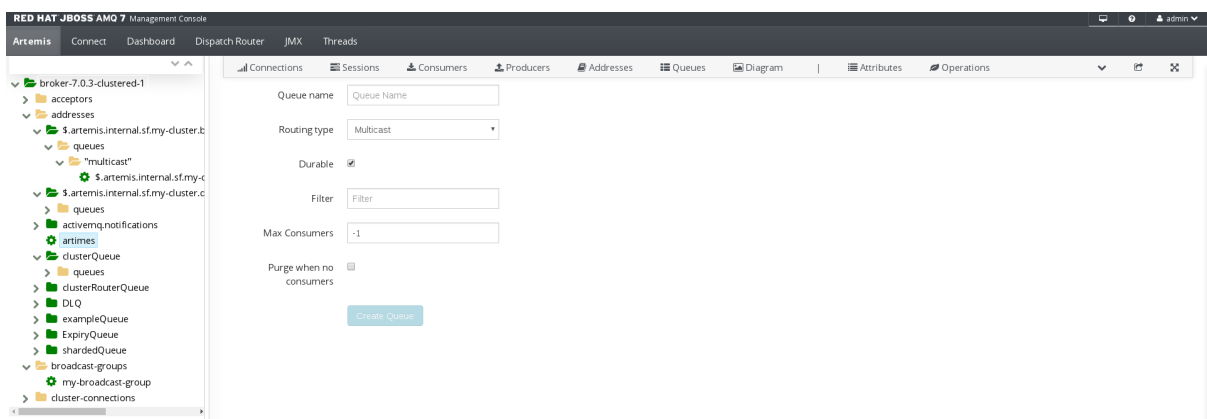 RED HAT JBOSS AMQ 7 Management Console
admin
Artemis Connect Dashboard Dispatch Router JMX Threads
Connections Sessions Consumers Producers Addresses Queues Diagram | Attributes Operations
broker-7.0.3-clustered-1
acceptors
addresses
$.artemis.internal.sf.my-cluster.b
queues
"multicast"
$.artemis.internal.sf.my-c
$.artemis.internal.sf.my-cluster.c
queues
activemq.notifications
artimes
clusterQueue
queues
clusterRouterQueue
DLQ
exampleQueue
ExpiryQueue
shardedQueue
broadcast-groups
my-broadcast-group
cluster-connections
Queue name Queue Name
Routing type Multicast
Durable
Filter Filter
Max Consumers -1
Purge when no
consumers
Create Queue